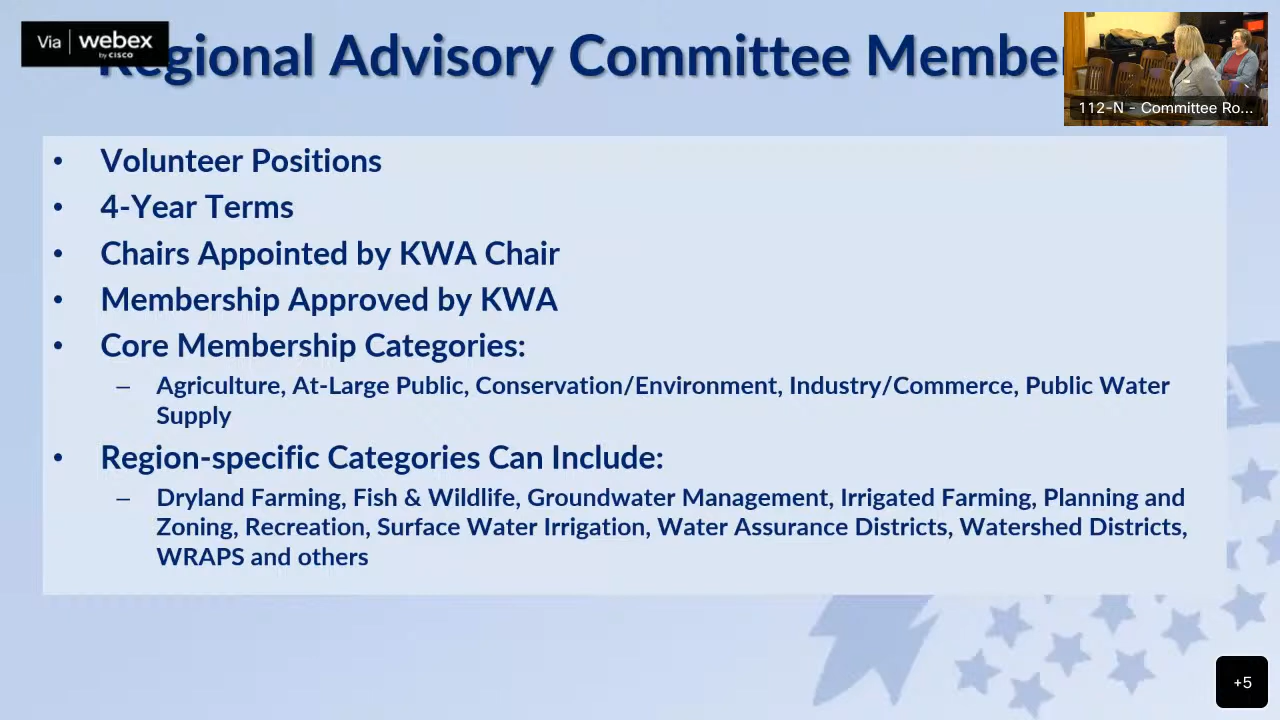 Via webex
by CISCO
Regional Advisory Committee Member
112-N - Committee Ro...
• Volunteer Positions
• 4-Year Terms
• Chairs Appointed by KWA Chair
• Membership Approved by KWA
• Core Membership Categories:
– Agriculture, At-Large Public, Conservation/Environment, Industry/Commerce, Public Water
Supply
• Region-specific Categories Can Include:
– Dryland Farming, Fish & Wildlife, Groundwater Management, Irrigated Farming, Planning and
Zoning, Recreation, Surface Water Irrigation, Water Assurance Districts, Watershed Districts,
WRAPS and others
+5